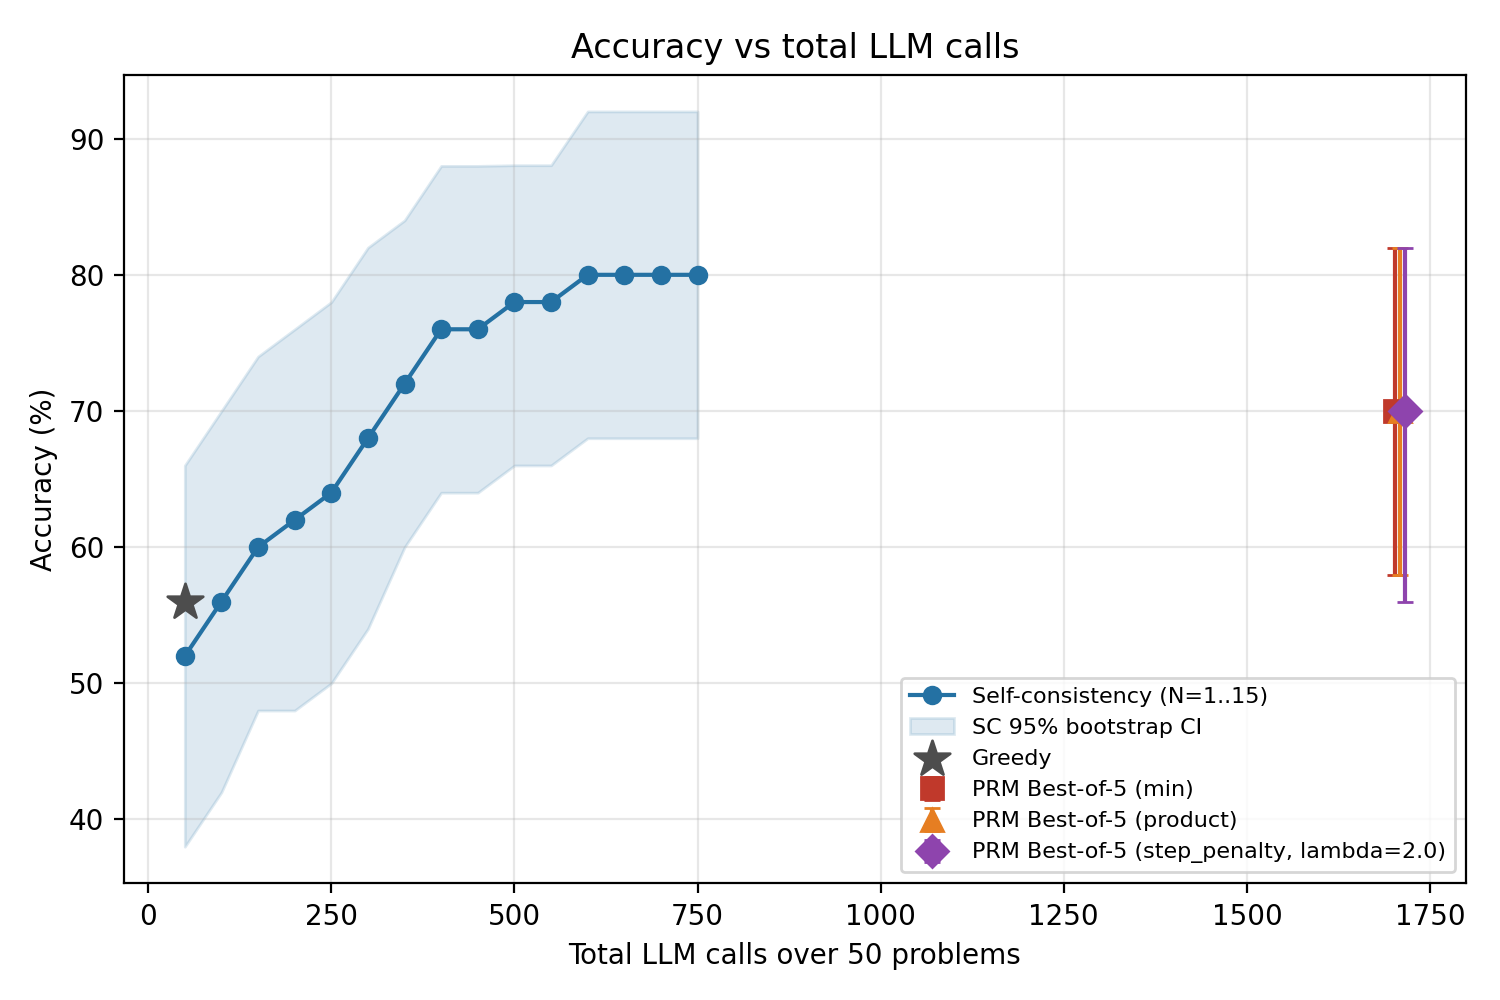 Accuracy vs total LLM calls
Accuracy (%)
90
80
70
60
50
40
Self-consistency (N=1..15)
SC 95% bootstrap CI
Greedy
PRM Best-of-5 (min)
PRM Best-of-5 (product)
PRM Best-of-5 (step_penalty, lambda=2.0)
0 250 500 750 1000 1250 1500 1750
Total LLM calls over 50 problems